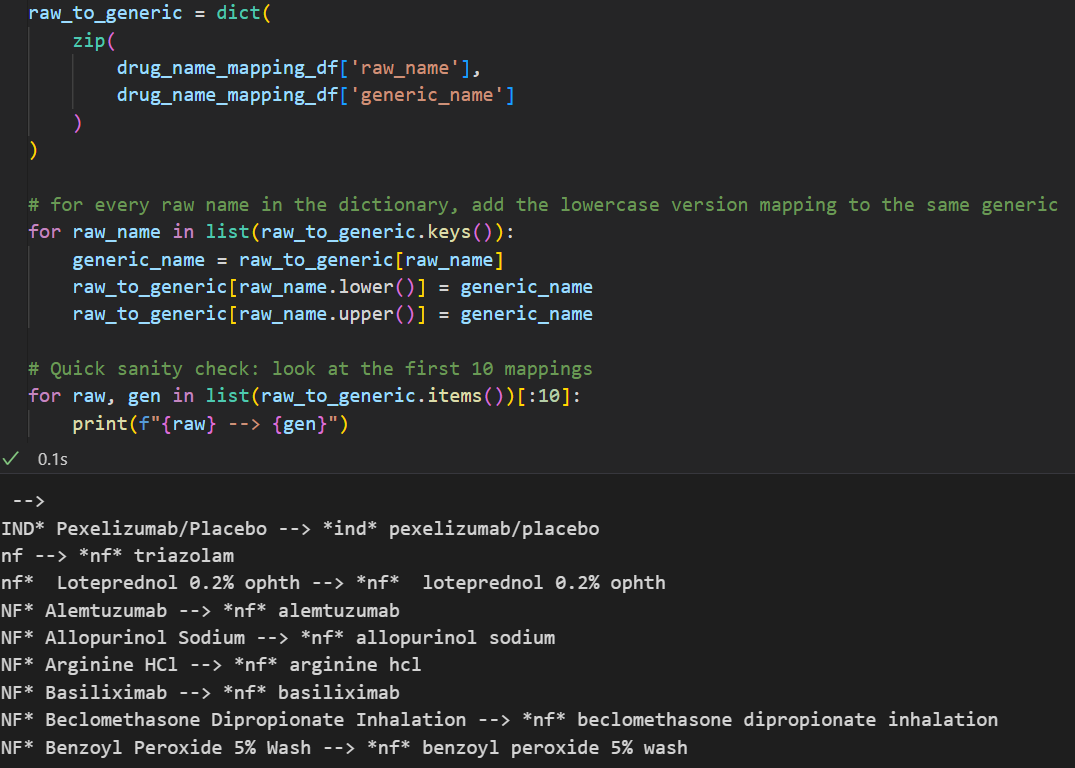 raw_to_generic = dict(
    zip(
        drug_name_mapping_df['raw_name'],
        drug_name_mapping_df['generic_name']
    )
)
# for every raw name in the dictionary, add the lowercase version mapping to the same generic
for raw_name in list(raw_to_generic.keys()):
    generic_name = raw_to_generic[raw_name]
    raw_to_generic[raw_name.lower()] = generic_name
    raw_to_generic[raw_name.upper()] = generic_name
# Quick sanity check: look at the first 10 mappings
for raw, gen in list(raw_to_generic.items())[:10]:
    print(f"{raw} --> {gen}")
0.1s
 -->
IND* Pexelizumab/Placebo --> *ind* pexelizumab/placebo
nf --> *nf* triazolam
nf*  Loteprednol 0.2% ophth --> *nf*  loteprednol 0.2% ophth
NF* Alemtuzumab --> *nf* alemtuzumab
NF* Allopurinol Sodium --> *nf* allopurinol sodium
NF* Arginine HCl --> *nf* arginine hcl
NF* Basiliximab --> *nf* basiliximab
NF* Beclomethasone Dipropionate Inhalation --> *nf* beclomethasone dipropionate inhalation
NF* Benzoyl Peroxide 5% Wash --> *nf* benzoyl peroxide 5% wash